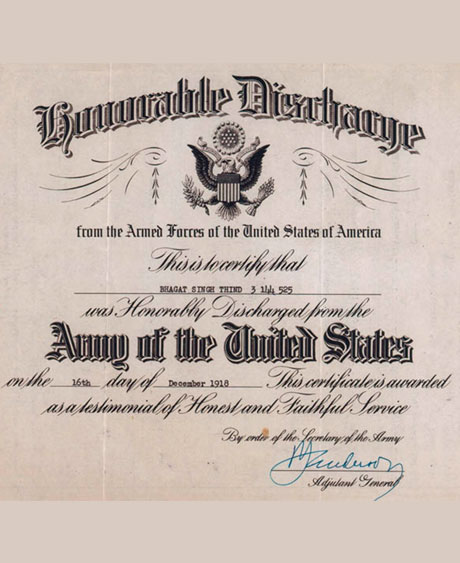 Honorable Discharge
from the Armed Forces of the United States of America
This is to certify that
BHAGAT SINGH THIND 3 144 525
was Honorably Discharged from the
Army of the United States
on the 16th day of December 1918 This certificate is awarded
as a testimonial of Honest and Faithful Service
By order of the Secretary of the Army
Adjutant General